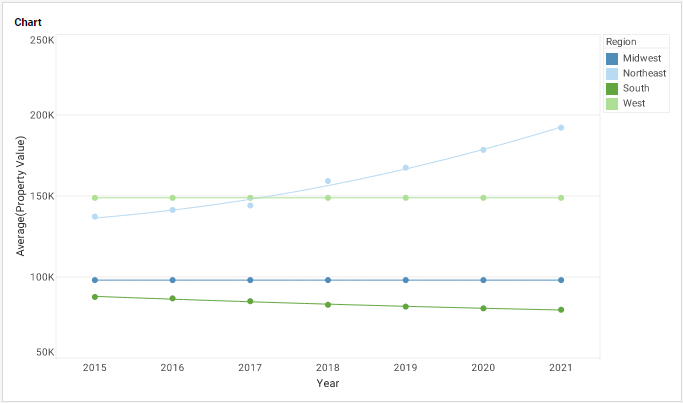 Chart
250K
200K
150K
100K
50K
Average(Property Value)
2015 2016 2017 2018 2019 2020 2021
Year
Region
Midwest
Northeast
South
West